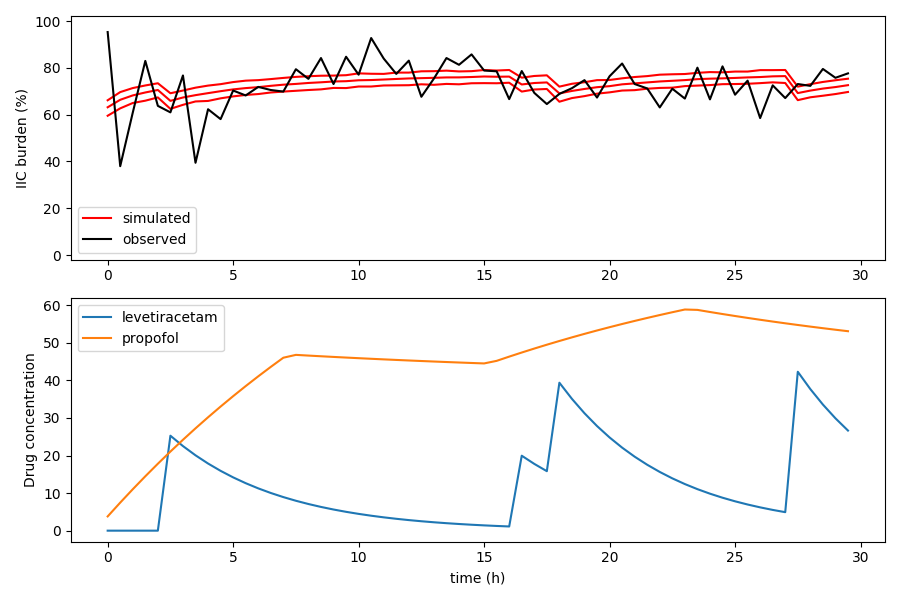 100
80
60
40
20
0
IIC burden (%)
simulated
observed
0 5 10 15 20 25 30
60
50
40
30
20
10
0
Drug concentration
levetiracetam
propofol
0 5 10 15 20 25 30
time (h)